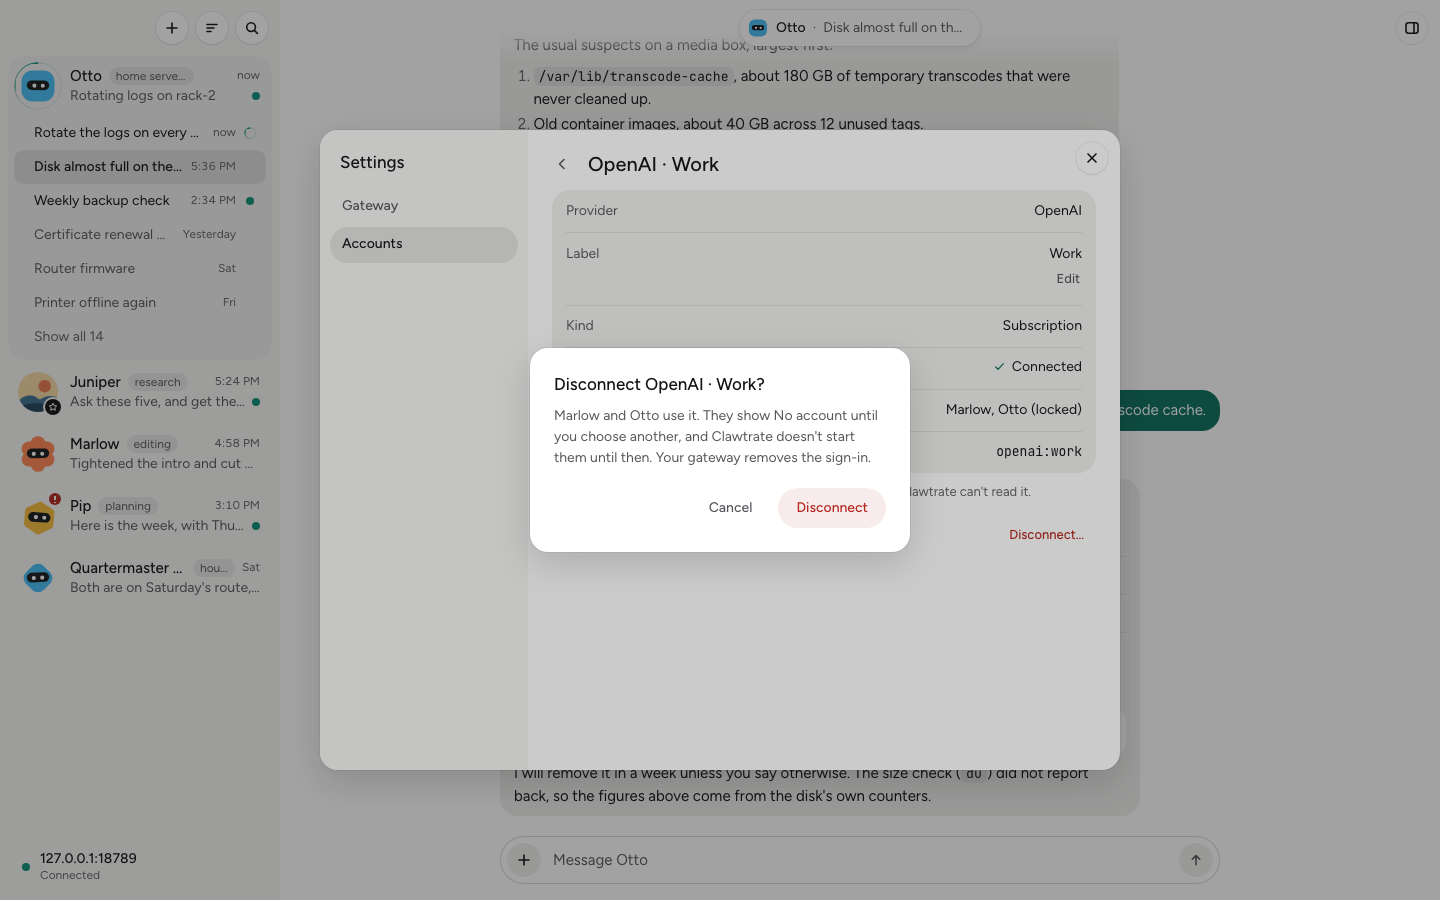 Otto · Disk almost full on th...
Otto home serve... now
Rotating logs on rack-2
Rotate the logs on every ... now
Disk almost full on the... 5:36 PM
Weekly backup check 2:34 PM
Certificate renewal ... Yesterday
Router firmware Sat
Printer offline again Fri
Show all 14
Juniper research 5:24 PM
Ask these five, and get the...
Marlow editing 4:58 PM
Tightened the intro and cut ...
Pip planning 3:10 PM
Here is the week, with Thu...
Quartermaster ... hou... Sat
Both are on Saturday's route,...
127.0.0.1:18789
Connected
The usual suspects on a media box, largest first:
1. /var/lib/transcode-cache, about 180 GB of temporary transcodes that were
never cleaned up.
2. Old container images, about 40 GB across 12 unused tags.
Settings
Gateway
Accounts
OpenAI · Work
Provider OpenAI
Label Work
Edit
Kind Subscription
Connected
Marlow, Otto (locked)
openai:work
lawtrate can't read it.
Disconnect...
Disconnect OpenAI · Work?
Marlow and Otto use it. They show No account until
you choose another, and Clawtrate doesn't start
them until then. Your gateway removes the sign-in.
Cancel Disconnect
scode cache.
I will remove it in a week unless you say otherwise. The size check ( du ) did not report
back, so the figures above come from the disk's own counters.
Message Otto